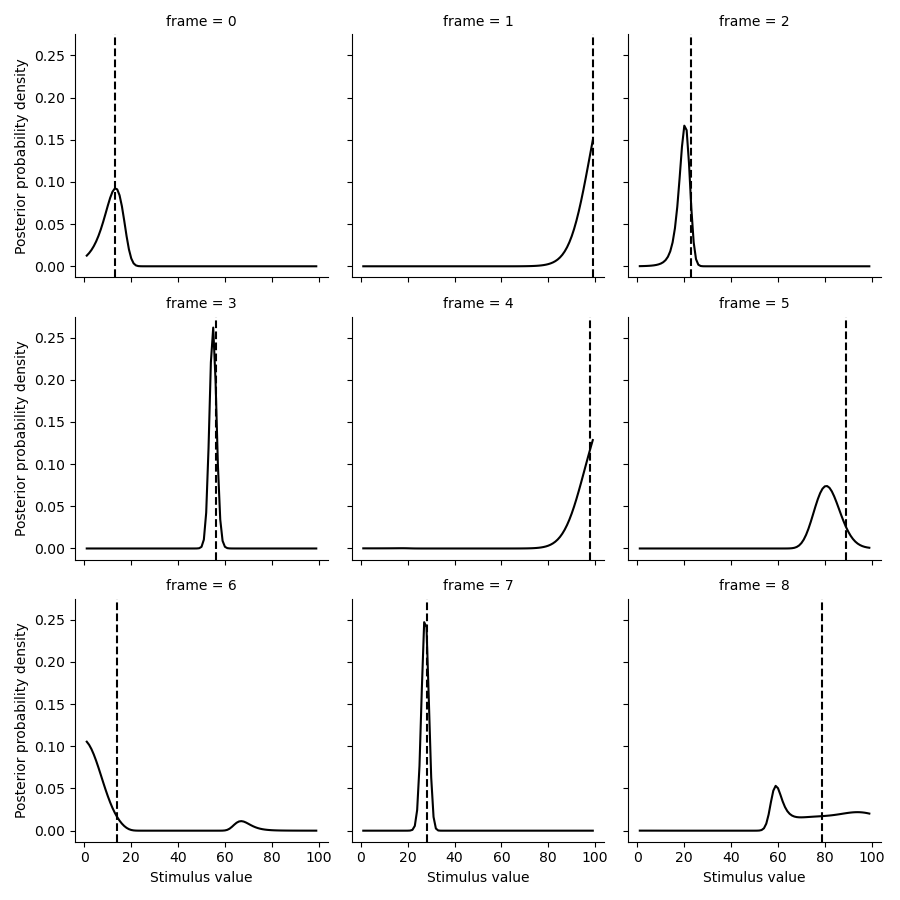 frame = 0 frame = 1 frame = 2
0.25
0.20
0.15
0.10
0.05
0.00
Posterior probability density
frame = 3 frame = 4 frame = 5
0.25
0.20
0.15
0.10
0.05
0.00
Posterior probability density
frame = 6 frame = 7 frame = 8
0.25
0.20
0.15
0.10
0.05
0.00
Posterior probability density
0 20 40 60 80 100 0 20 40 60 80 100 0 20 40 60 80 100
Stimulus value Stimulus value Stimulus value